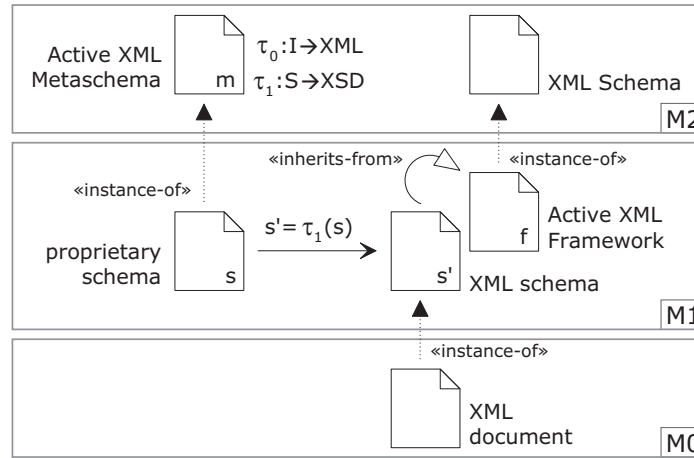 Active XML
Metaschema
m
τ0:I→XML
τ1:S→XSD
XML Schema
M2
«inherits-from»
«instance-of»
«instance-of»
proprietary
schema
s
s'=τ1(s)
s'
XML schema
f
Active XML
Framework
M1
«instance-of»
XML
document
M0